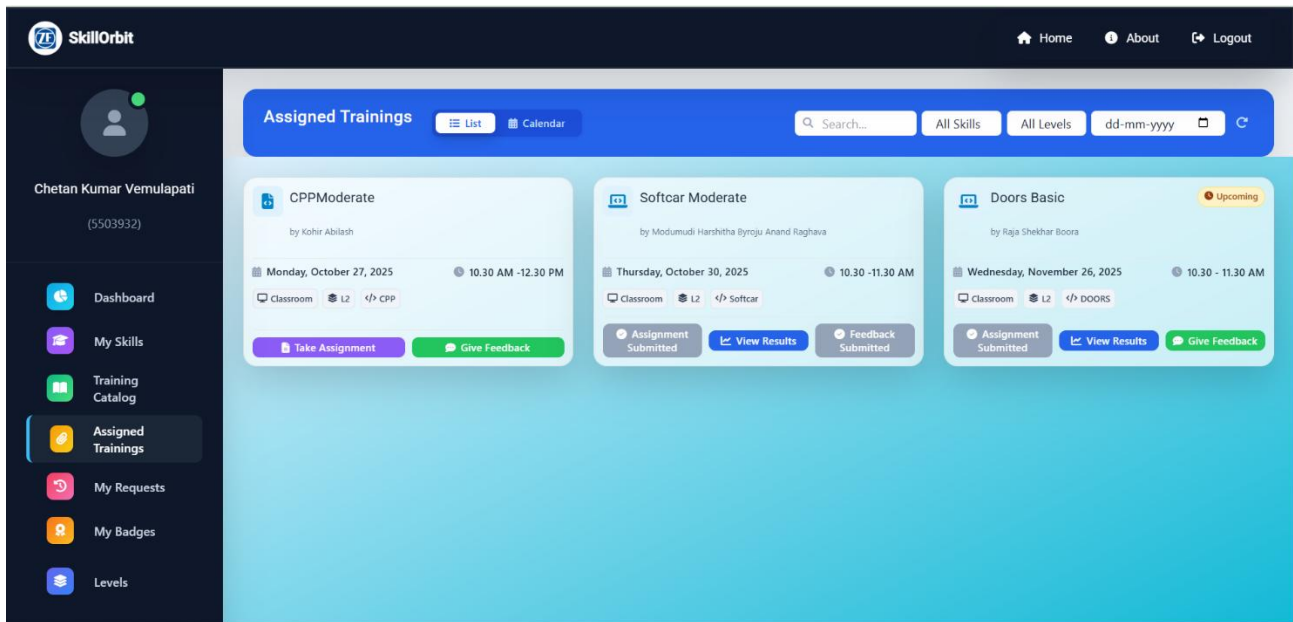 ZF SkillOrbit
Home About Logout
Chetan Kumar Vemulapati
(5503932)
Dashboard
My Skills
Training
Catalog
Assigned
Trainings
My Requests
My Badges
Levels
Assigned Trainings List Calendar Search... All Skills All Levels dd-mm-yyyy
CPPModerate
by Kohir Abilash
Monday, October 27, 2025 10.30 AM -12.30 PM
Classroom L2 </> CPP
Take Assignment Give Feedback
Softcar Moderate
by Modumudi Harshitha Byroju Anand Raghava
Thursday, October 30, 2025 10.30 -11.30 AM
Classroom L2 </> Softcar
Assignment
Submitted
View Results
Feedback
Submitted
Doors Basic Upcoming
by Raja Shekhar Boora
Wednesday, November 26, 2025 10.30 - 11.30 AM
Classroom L2 </> DOORS
Assignment
Submitted
View Results
Give Feedback